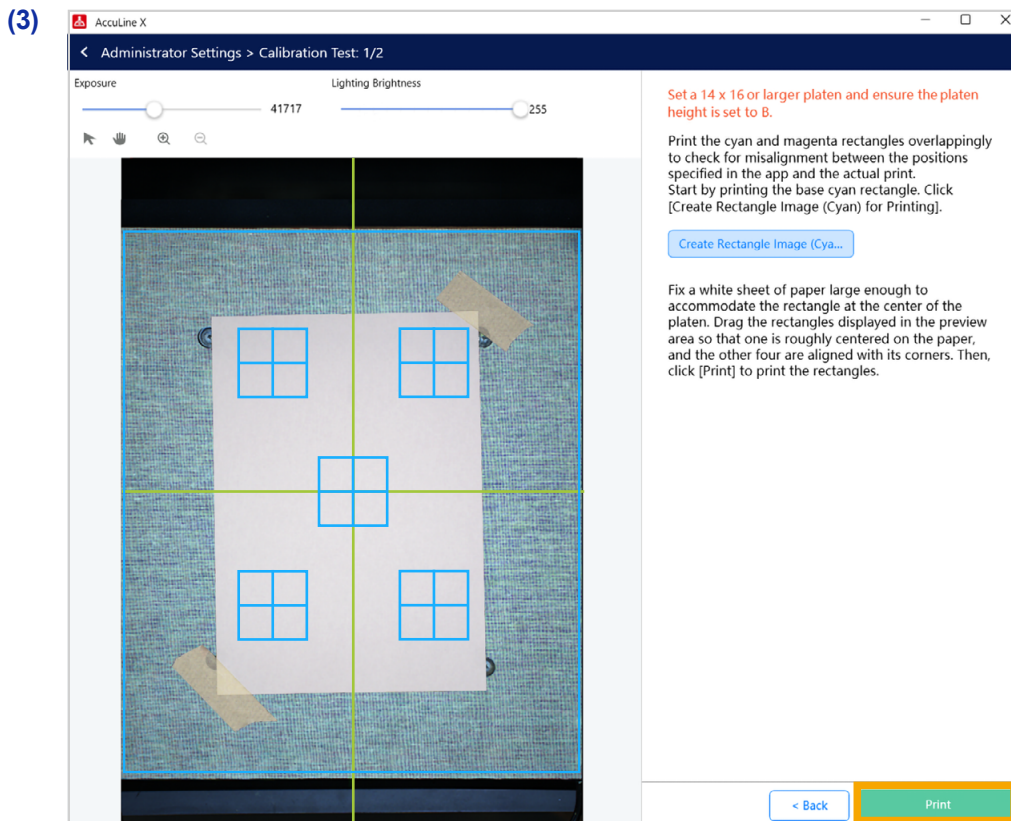 (3)
AccuLine X
< Administrator Settings > Calibration Test: 1/2
Exposure
41717
Lighting Brightness
255
Set a 14 x 16 or larger platen and ensure the platen
height is set to B.
Print the cyan and magenta rectangles overlappingly
to check for misalignment between the positions
specified in the app and the actual print.
Start by printing the base cyan rectangle. Click
[Create Rectangle Image (Cyan) for Printing].
Create Rectangle Image (Cya...
Fix a white sheet of paper large enough to
accommodate the rectangle at the center of the
platen. Drag the rectangles displayed in the preview
area so that one is roughly centered on the paper,
and the other four are aligned with its corners. Then,
click [Print] to print the rectangles.
< Back
Print